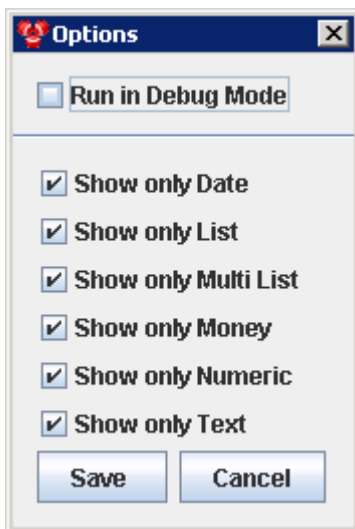 Options
Run in Debug Mode
Show only Date
Show only List
Show only Multi List
Show only Money
Show only Numeric
Show only Text
Save Cancel